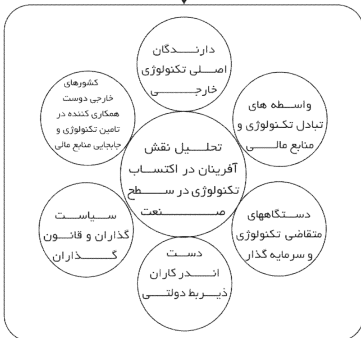 دارندگان
اصلی تکنولوژی
خارجی
واسطه های
تبادل تکنولوژی و
منابع مالی
کشورهای
خارجی دوست
همکاری کننده در
تامین تکنولوژی و
جابجایی منابع مالی
تحلیل نقش
آفرینان در اکتساب
تکنولوژی در سطح
صنعت
دستگاههای
متقاضی تکنولوژی
و سرمایه گذار
سیاست
گذاران و قانون
گذاران
دست
اندرکاران
ذیربط دولتی